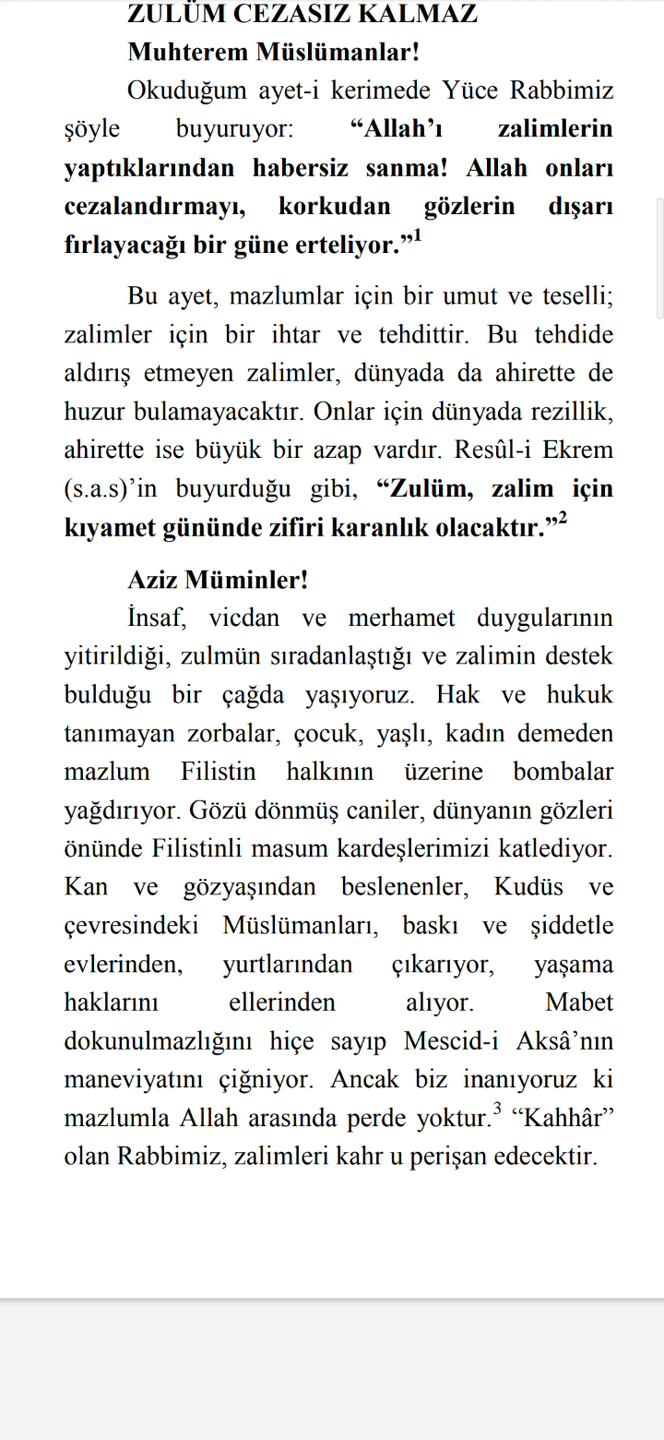 ZULÜM CEZASIZ KALMAZ
Muhterem Müslümanlar!
Okuduğum ayet-i kerimede Yüce Rabbimiz
şöyle buyuruyor: “Allah’ı zalimlerin
yaptıklarından habersiz sanma! Allah onları
cezalandırmayı, korkudan gözlerin dışarı
fırlayacağı bir güne erteliyor.”1
Bu ayet, mazlumlar için bir umut ve teselli;
zalimler için bir ihtar ve tehdittir. Bu tehdide
aldırış etmeyen zalimler, dünyada da ahirette de
huzur bulamayacaktır. Onlar için dünyada rezillik,
ahirette ise büyük bir azap vardır. Resûl-i Ekrem
(s.a.s)’in buyurduğu gibi, “Zulüm, zalim için
kıyamet gününde zifiri karanlık olacaktır.”2
Aziz Müminler!
İnsaf, vicdan ve merhamet duygularının
yitirildiği, zulmün sıradanlaştığı ve zalimin destek
bulduğu bir çağda yaşıyoruz. Hak ve hukuk
tanımayan zorbalar, çocuk, yaşlı, kadın demeden
mazlum Filistin halkının üzerine bombalar
yağdırıyor. Gözü dönmüş caniler, dünyanın gözleri
önünde Filistinli masum kardeşlerimizi katlediyor.
Kan ve gözyaşından beslenenler, Kudüs ve
çevresindeki Müslümanları, baskı ve şiddetle
evlerinden, yurtlarından çıkarıyor, yaşama
haklarını ellerinden alıyor. Mabet
dokunulmazlığını hiçe sayıp Mescid-i Aksâ’nın
maneviyatını çiğniyor. Ancak biz inanıyoruz ki
mazlumla Allah arasında perde yoktur.3 “Kahhâr”
olan Rabbimiz, zalimleri kahr u perişan edecektir.